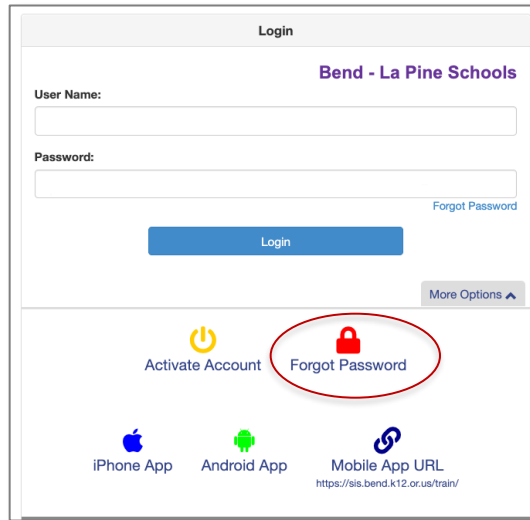 Login
Bend - La Pine Schools
User Name:
Password:
Forgot Password
Login
More Options
Activate Account Forgot Password
iPhone App Android App Mobile App URL
https://sis.bend.k12.or.us/train/